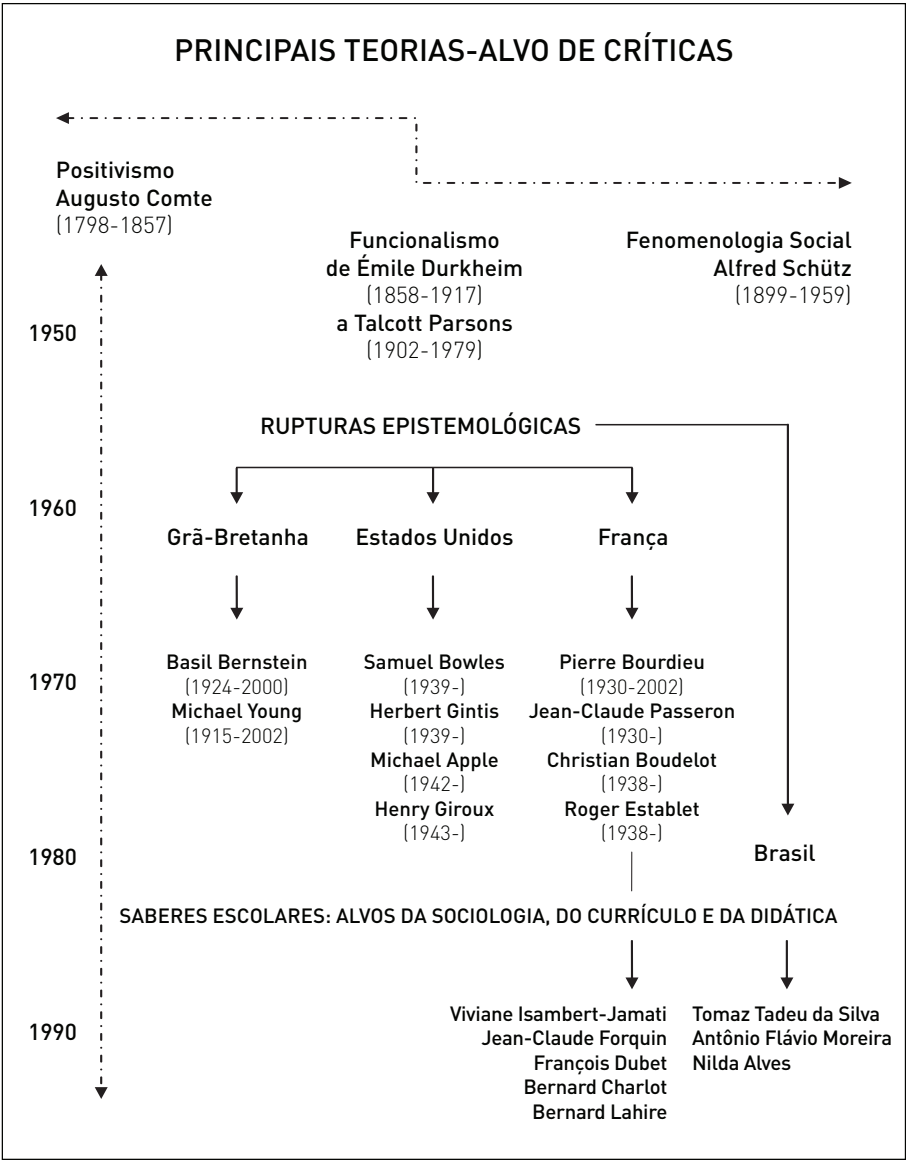 PRINCIPAIS TEORIAS-ALVO DE CRÍTICAS
Positivismo
Augusto Comte
(1798-1857)
Funcionalismo
de Émile Durkheim
(1858-1917)
a Talcott Parsons
(1902-1979)
Fenomenologia Social
Alfred Schütz
(1899-1959)
1950
RUPTURAS EPISTEMOLÓGICAS
1960
Grã-Bretanha
Estados Unidos
França
1970
Basil Bernstein
(1924-2000)
Michael Young
(1915-2002)
Samuel Bowles
(1939-)
Herbert Gintis
(1939-)
Michael Apple
(1942-)
Henry Giroux
(1943-)
Pierre Bourdieu
(1930-2002)
Jean-Claude Passeron
(1930-)
Christian Boudelot
(1938-)
Roger Establet
(1938-)
1980
Brasil
SABERES ESCOLARES: ALVOS DA SOCIOLOGIA, DO CURRÍCULO E DA DIDÁTICA
1990
Viviane Isambert-Jamati
Jean-Claude Forquin
François Dubet
Bernard Charlot
Bernard Lahire
Tomaz Tadeu da Silva
Antônio Flávio Moreira
Nilda Alves